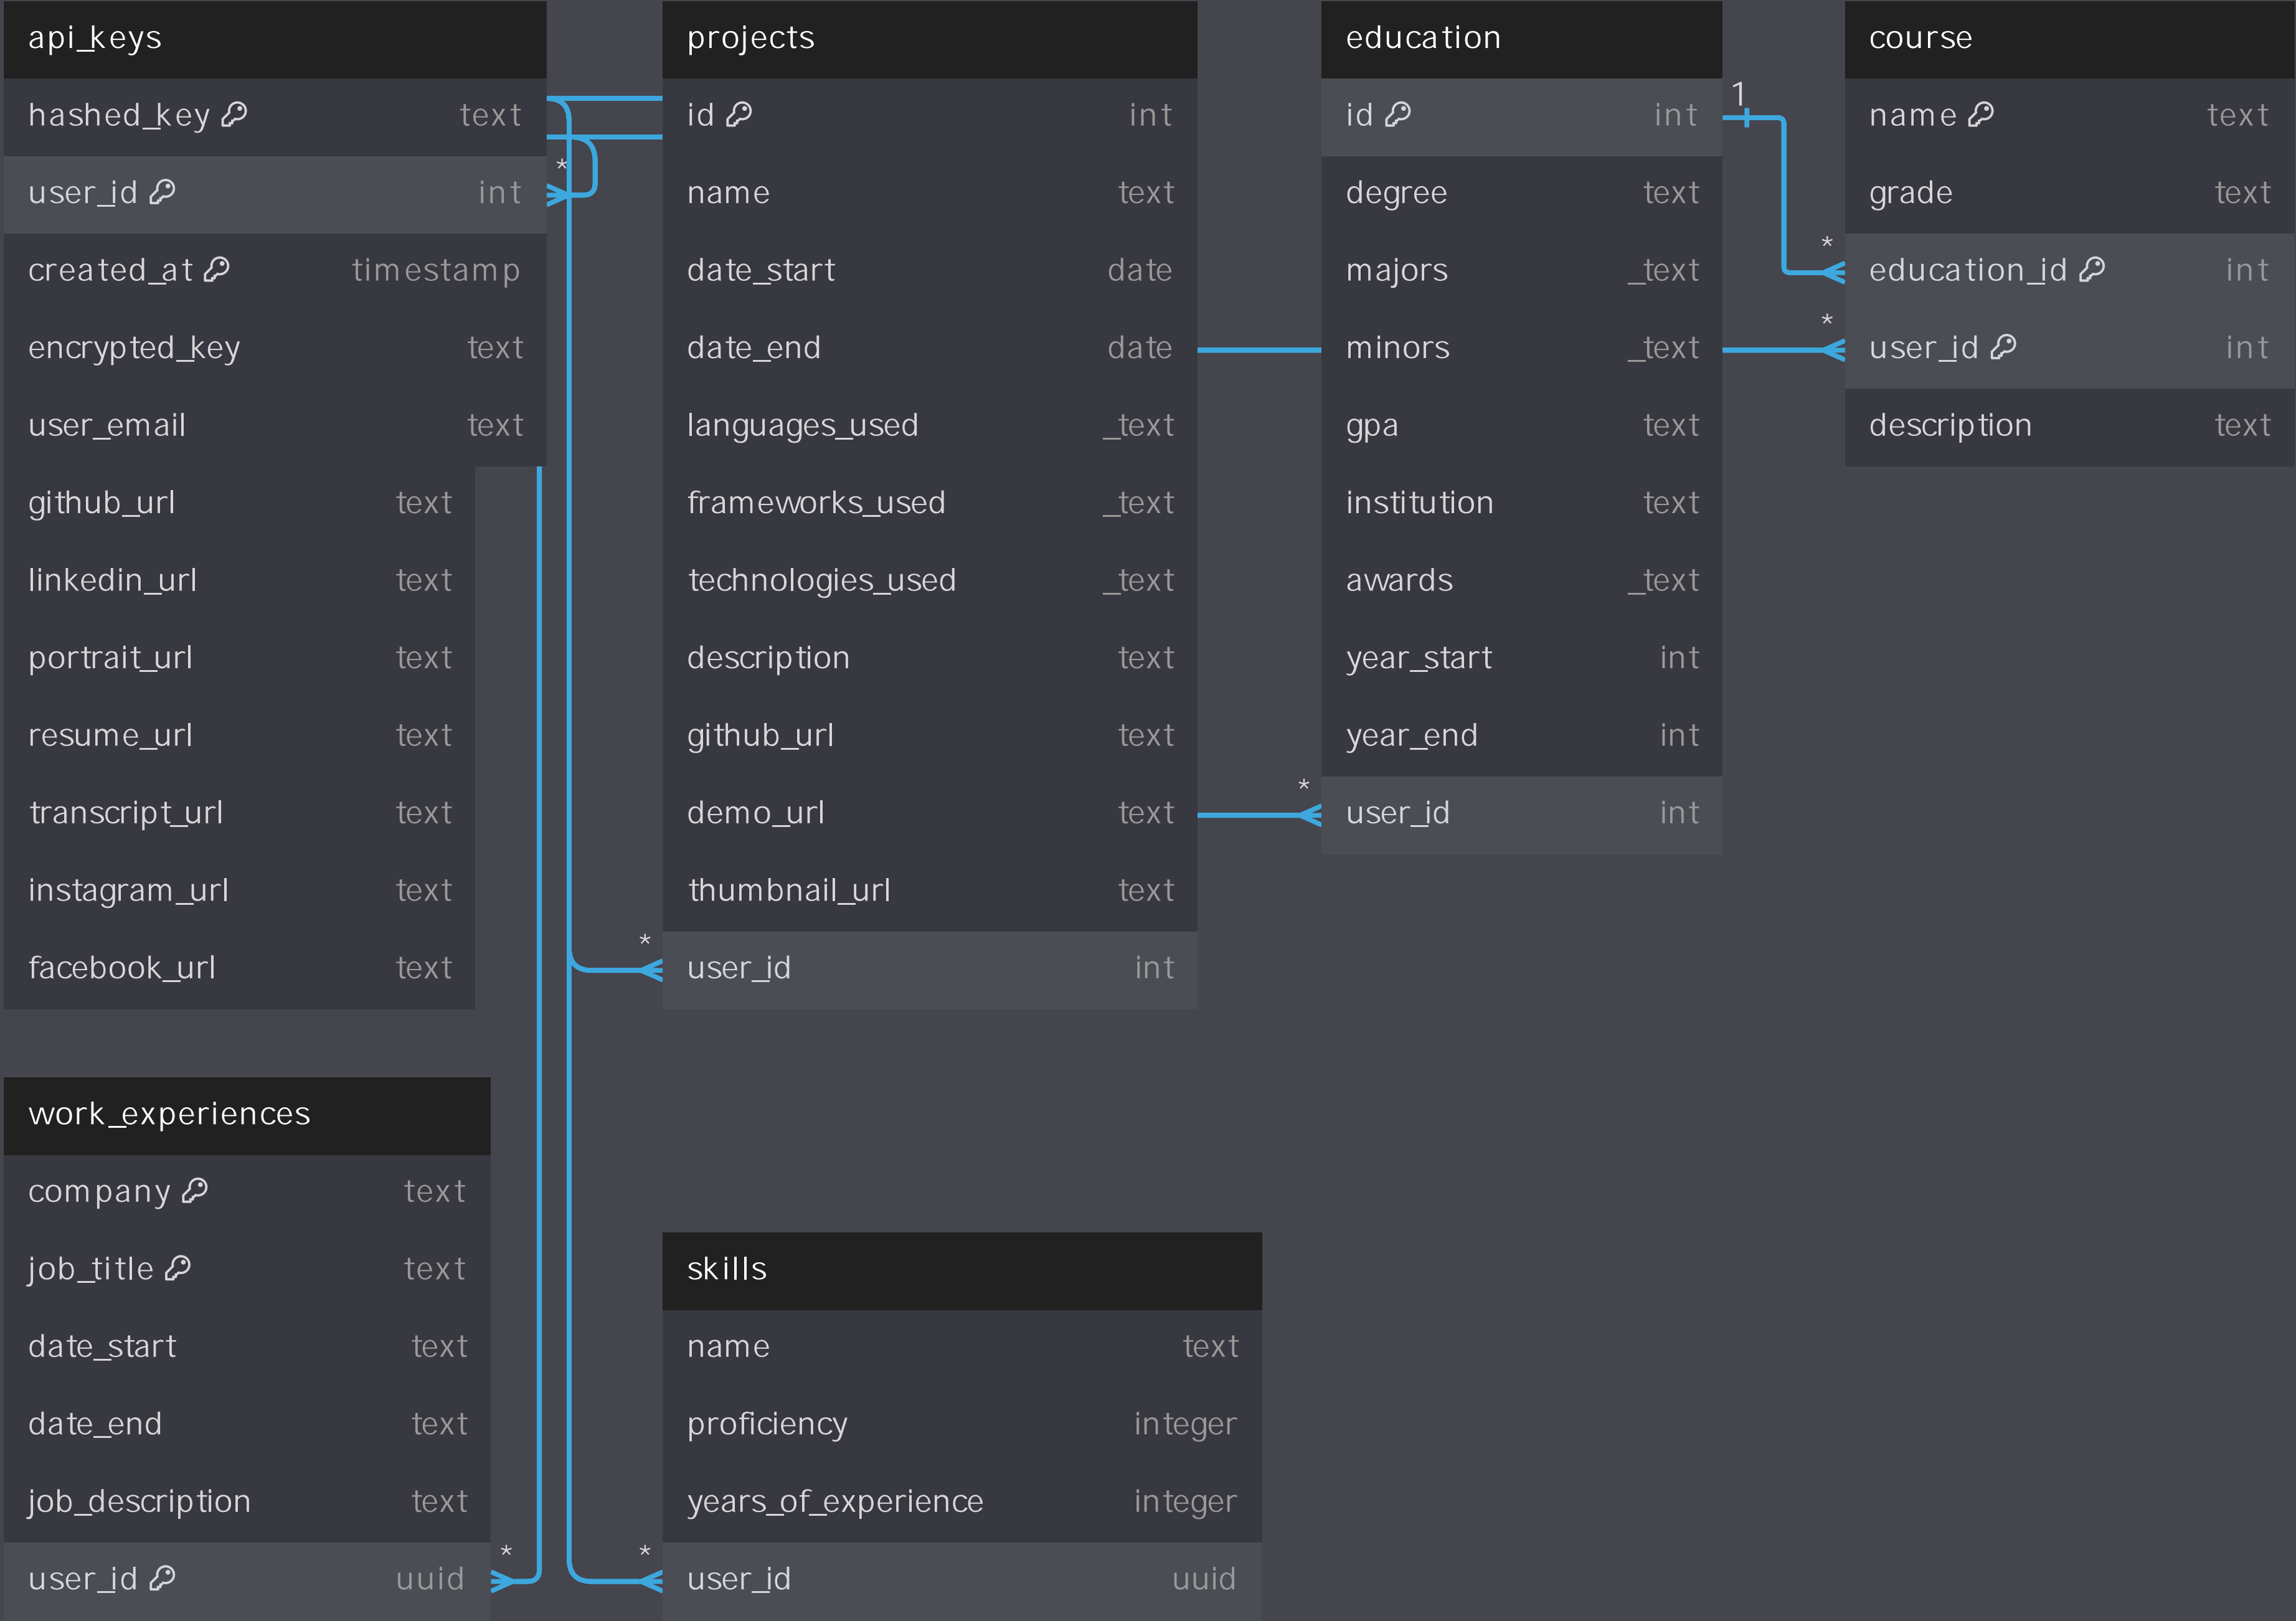 api_keys
hashed_key text
user_id int
created_at timestamp
encrypted_key text
user_email text
github_url text
linkedin_url text
portrait_url text
resume_url text
transcript_url text
instagram_url text
facebook_url text
*
projects
id int
name text
date_start date
date_end date
languages_used _text
frameworks_used _text
technologies_used _text
description text
github_url text
demo_url text
thumbnail_url text
* user_id int
education
id int 1
degree text
majors _text
minors _text
gpa text
institution text
awards _text
year_start int
year_end int
* user_id int
course
name text
grade text
* education_id int
* user_id int
description text
work_experiences
company text
job_title text
date_start text
date_end text
job_description text
user_id uuid *
skills
name text
proficiency integer
years_of_experience integer
* user_id uuid